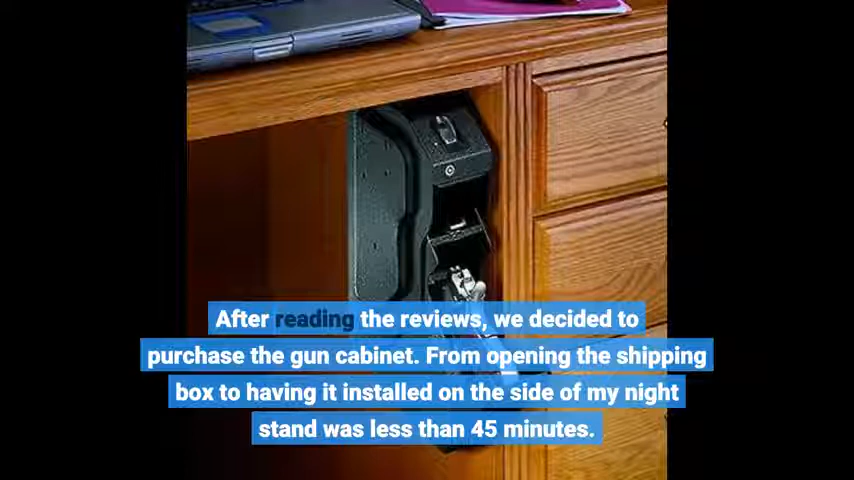 After reading the reviews, we decided to
purchase the gun cabinet. From opening the shipping
box to having it installed on the side of my night
stand was less than 45 minutes.